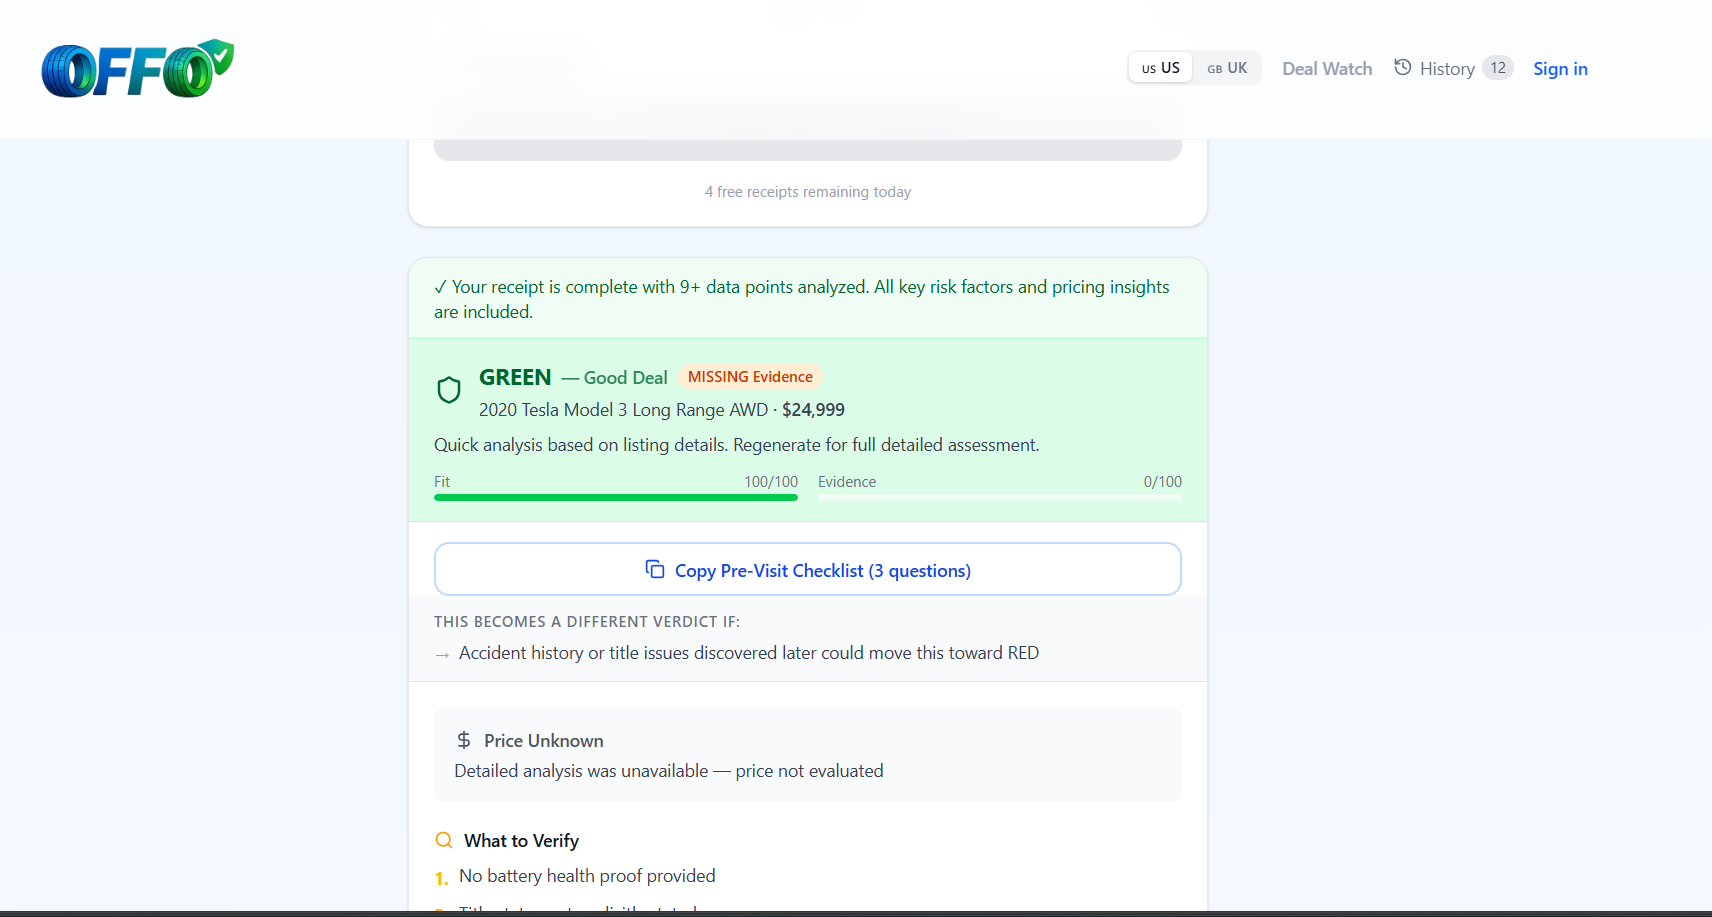 OFFO
US US
GB UK
Deal Watch
History 12
Sign in
4 free receipts remaining today
✓ Your receipt is complete with 9+ data points analyzed. All key risk factors and pricing insights
are included.
GREEN — Good Deal MISSING Evidence
2020 Tesla Model 3 Long Range AWD · $24,999
Quick analysis based on listing details. Regenerate for full detailed assessment.
Fit 100/100
Evidence 0/100
Copy Pre-Visit Checklist (3 questions)
THIS BECOMES A DIFFERENT VERDICT IF:
→ Accident history or title issues discovered later could move this toward RED
$ Price Unknown
Detailed analysis was unavailable — price not evaluated
What to Verify
1. No battery health proof provided